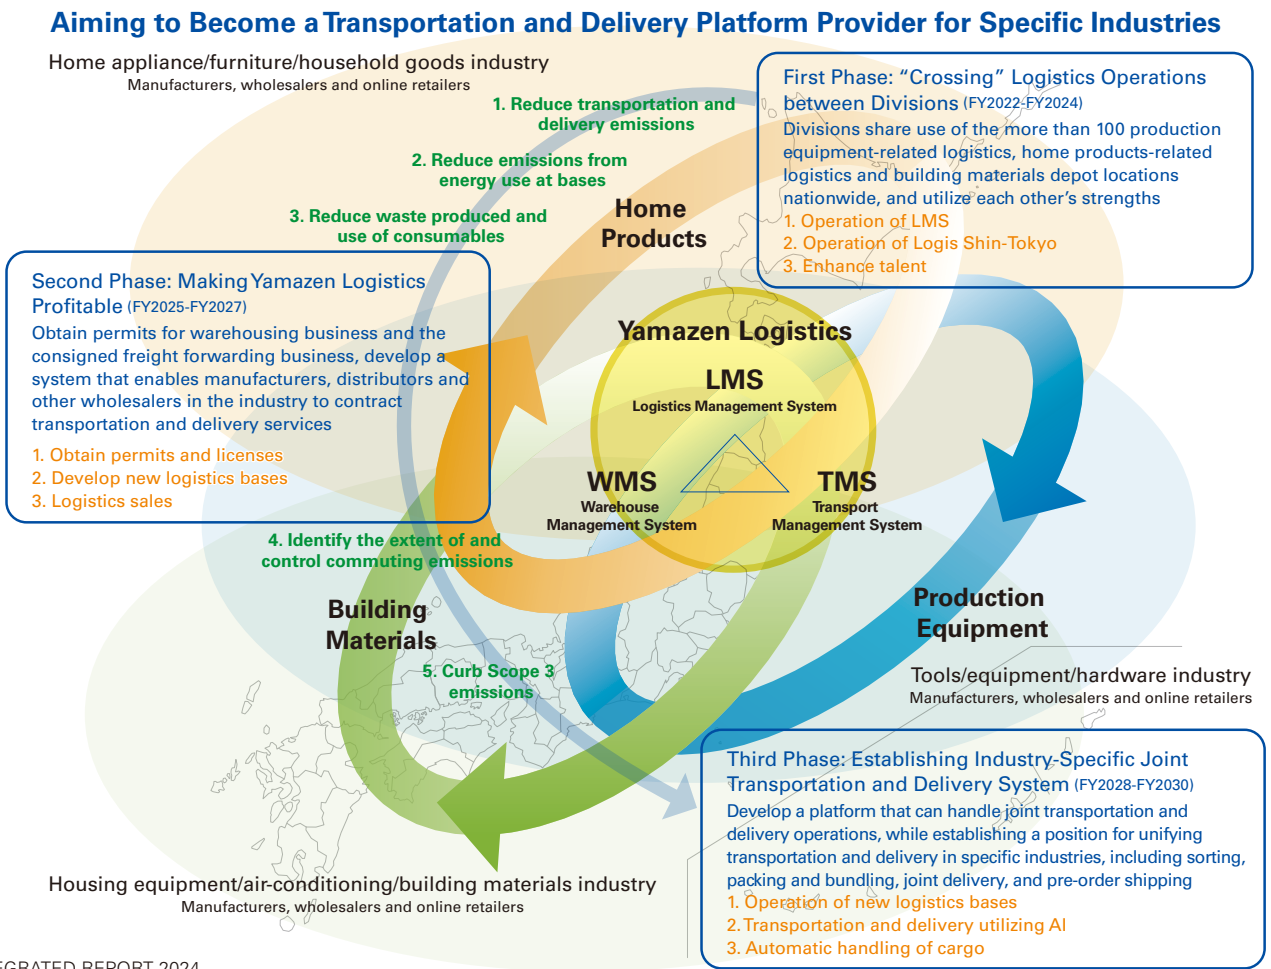 Aiming to Become a Transportation and Delivery Platform Provider for Specific Industries
Home appliance/furniture/household goods industry
Manufacturers, wholesalers and online retailers
1. Reduce transportation and
delivery emissions
2. Reduce emissions from
energy use at bases
3. Reduce waste produced and
use of consumables
Home
Products
First Phase: “Crossing” Logistics Operations
between Divisions (FY2022-FY2024)
Divisions share use of the more than 100 production
equipment-related logistics, home products-related
logistics and building materials depot locations
nationwide, and utilize each other’s strengths
1. Operation of LMS
2. Operation of Logis Shin-Tokyo
3. Enhance talent
Second Phase: Making Yamazen Logistics
Profitable (FY2025-FY2027)
Obtain permits for warehousing business and the
consigned freight forwarding business, develop a
system that enables manufacturers, distributors and
other wholesalers in the industry to contract
transportation and delivery services
1. Obtain permits and licenses
2. Develop new logistics bases
3. Logistics sales
Yamazen Logistics
LMS
Logistics Management System
WMS
Warehouse
Management System
TMS
Transport
Management System
4. Identify the extent of and
control commuting emissions
Building
Materials
5. Curb Scope 3
emissions
Production
Equipment
Tools/equipment/hardware industry
Manufacturers, wholesalers and online retailers
Third Phase: Establishing Industry-Specific Joint
Transportation and Delivery System (FY2028-FY2030)
Develop a platform that can handle joint transportation and
delivery operations, while establishing a position for unifying
transportation and delivery in specific industries, including sorting,
packing and bundling, joint delivery, and pre-order shipping
1. Operation of new logistics bases
2. Transportation and delivery utilizing AI
3. Automatic handling of cargo
Housing equipment/air-conditioning/building materials industry
Manufacturers, wholesalers and online retailers
REPORT 2024